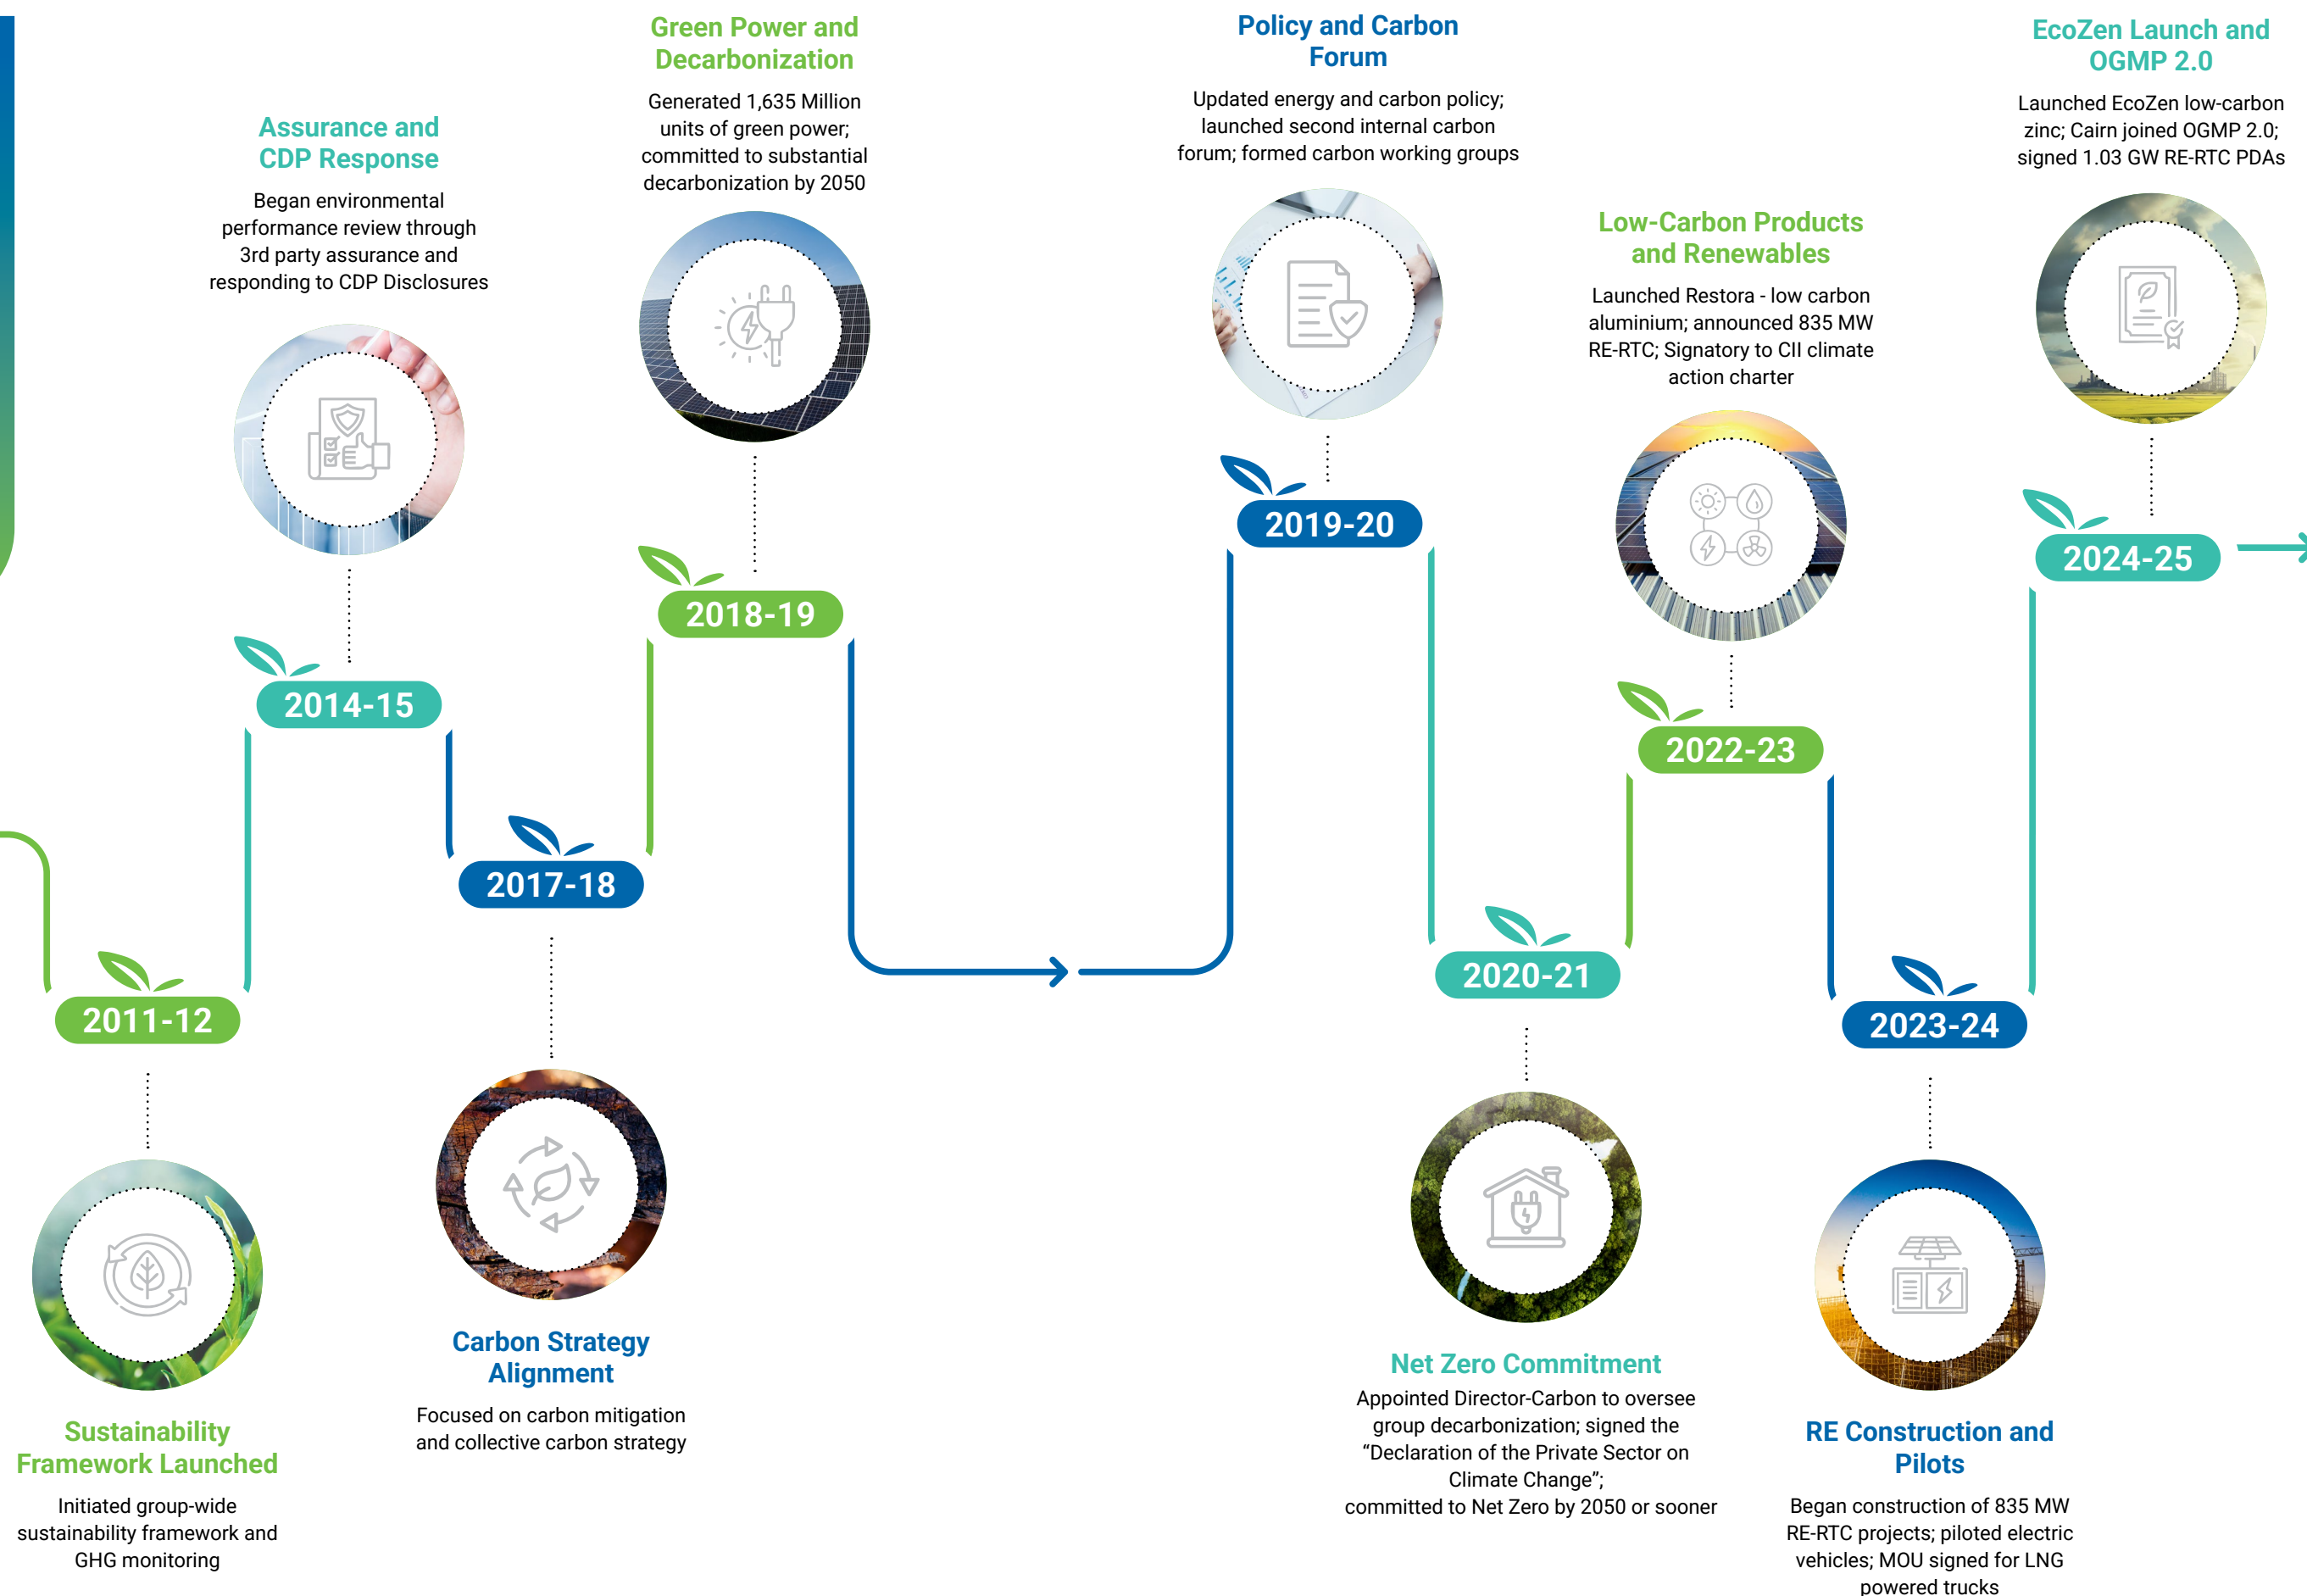 Sustainability
Framework Launched
Initiated group-wide
sustainability framework and
GHG monitoring
2011-12
Assurance and
CDP Response
Began environmental
performance review through
3rd party assurance and
responding to CDP Disclosures
2014-15
2017-18
Carbon Strategy
Alignment
Focused on carbon mitigation
and collective carbon strategy
Green Power and
Decarbonization
Generated 1,635 Million
units of green power;
committed to substantial
decarbonization by 2050
2018-19
Policy and Carbon
Forum
Updated energy and carbon policy;
launched second internal carbon
forum; formed carbon working groups
2019-20
2020-21
Net Zero Commitment
Appointed Director-Carbon to oversee
group decarbonization; signed the
“Declaration of the Private Sector on
Climate Change”;
committed to Net Zero by 2050 or sooner
Low-Carbon Products
and Renewables
Launched Restora - low carbon
aluminium; announced 835 MW
RE-RTC; Signatory to CII climate
action charter
2022-23
2023-24
RE Construction and
Pilots
Began construction of 835 MW
RE-RTC projects; piloted electric
vehicles; MOU signed for LNG
powered trucks
EcoZen Launch and
OGMP 2.0
Launched EcoZen low-carbon
zinc; Cairn joined OGMP 2.0;
signed 1.03 GW RE-RTC PDAs
2024-25